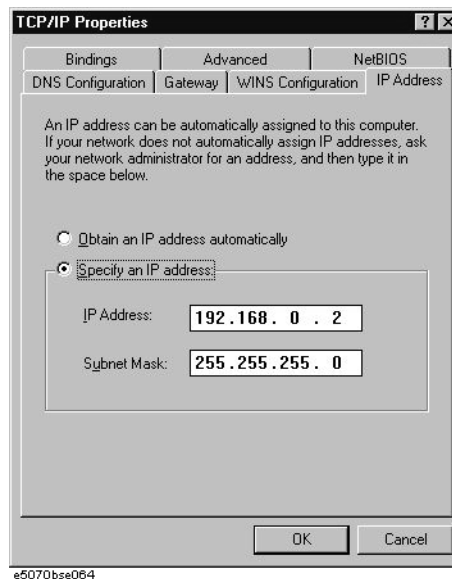 TCP/IP Properties
Bindings Advanced NetBIOS
DNS Configuration Gateway WINS Configuration IP Address
An IP address can be automatically assigned to this computer.
If your network does not automatically assign IP addresses, ask
your network administrator for an address, and then type it in
the space below.
Obtain an IP address automatically
Specify an IP address:
IP Address: 192.168. 0 . 2
Subnet Mask: 255.255.255. 0
OK Cancel
e5070bse064